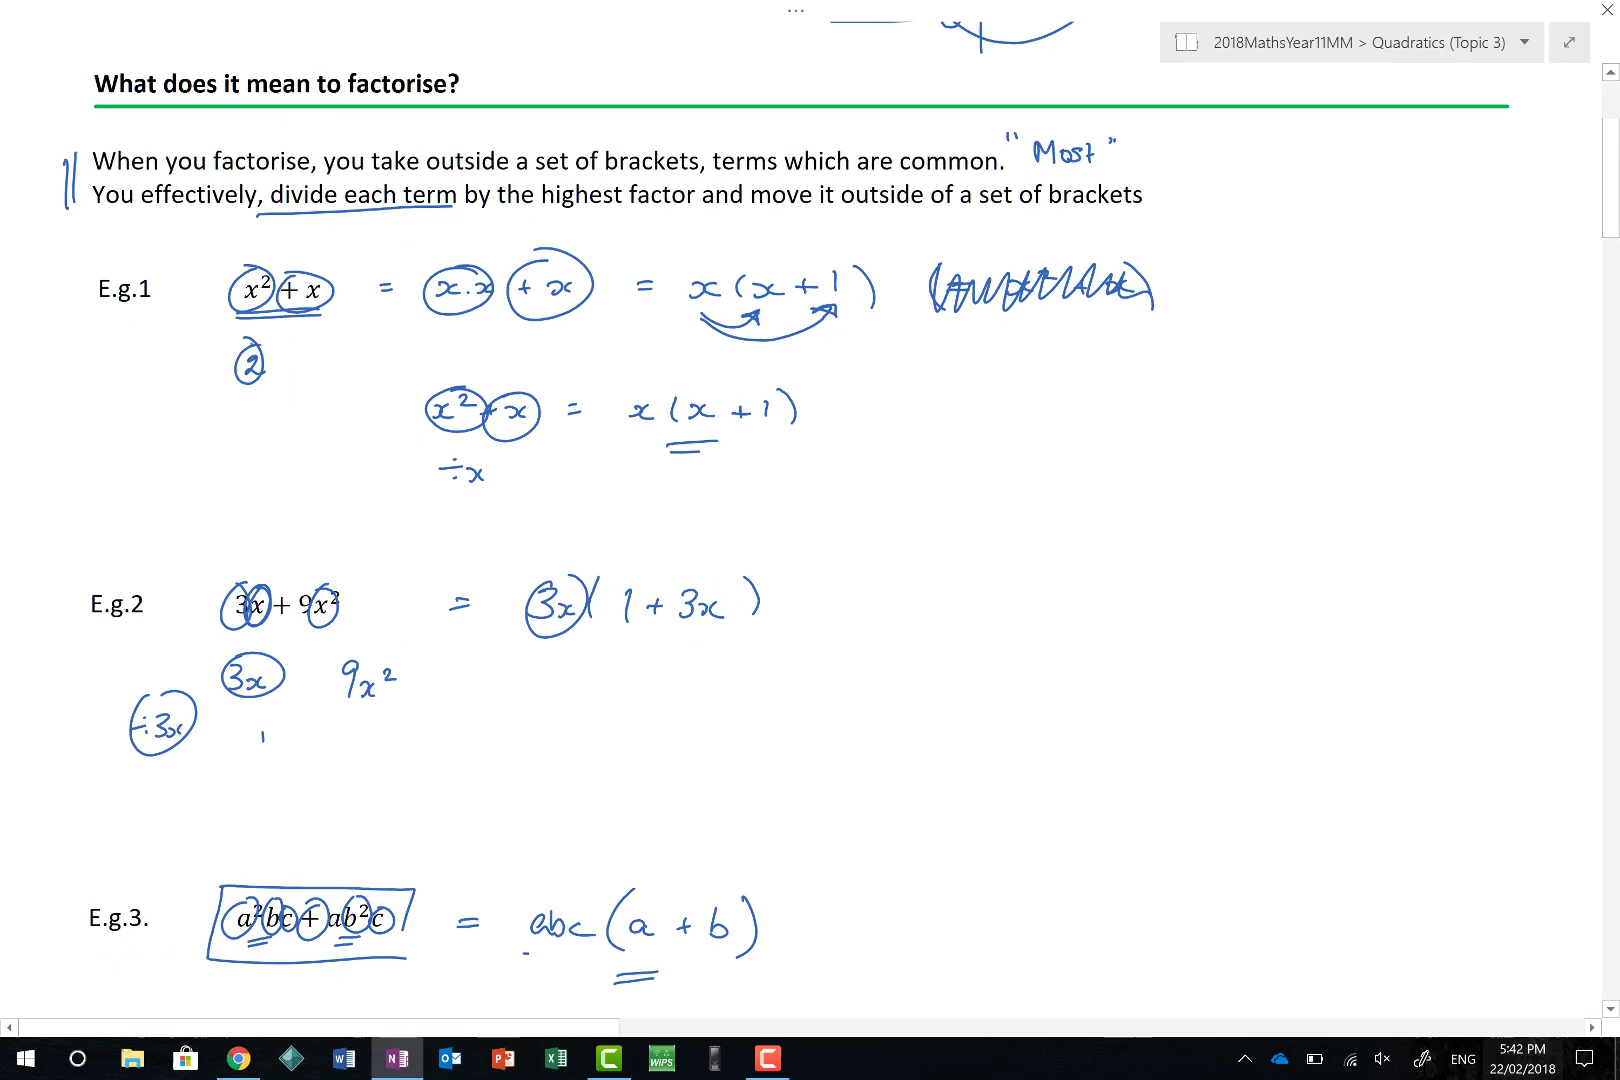 2018MathsYear11MM > Quadratics (Topic 3)
What does it mean to factorise?
When you factorise, you take outside a set of brackets, terms which are common. "Most"
You effectively, divide each term by the highest factor and move it outside of a set of brackets
E.g.1 x² + x = x.x + x = x(x + 1)
2
x² + x = x(x + 1)
÷x
E.g.2 3x + 9x² = 3x(1 + 3x)
3x 9x²
÷3x
1
E.g.3. a²bc + ab²c = abc(a + b)
ENG
5:42 PM
22/02/2018
WIPS